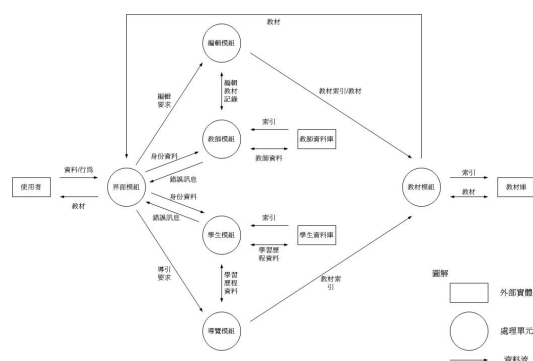 教材
編輯模組
編輯
要求
編輯
教材
記錄
教材索引/教材
教師模組
索引
教師資料
教師資料庫
身份資料
錯誤訊息
使用者
資料/行為
教材
界面模組
身份資料
錯誤訊息
教材模組
索引
教材
教材庫
學生模組
索引
學習歷
程資料
學生資料庫
導引
要求
學習
歷程
資料
教材索
引
導覽模組
圖解
外部實體
處理單元
資料流